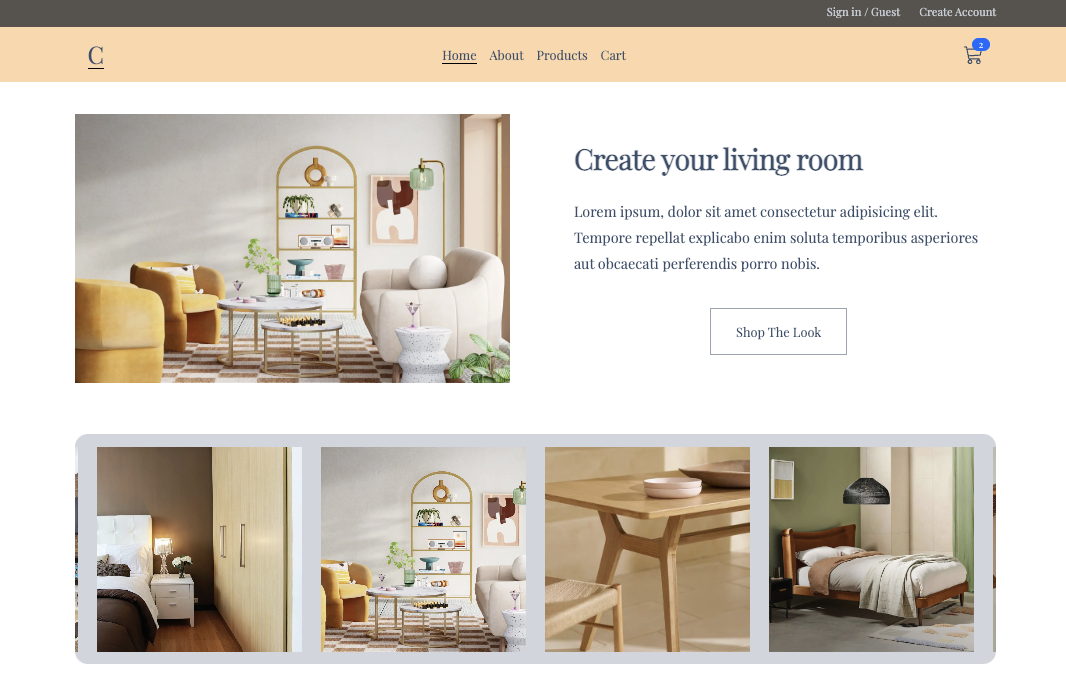 Sign in / Guest Create Account
C
Home About Products Cart
2
Create your living room
Lorem ipsum, dolor sit amet consectetur adipisicing elit.
Tempore repellat explicabo enim soluta temporibus asperiores
aut obcaecati perferendis porro nobis.
Shop The Look